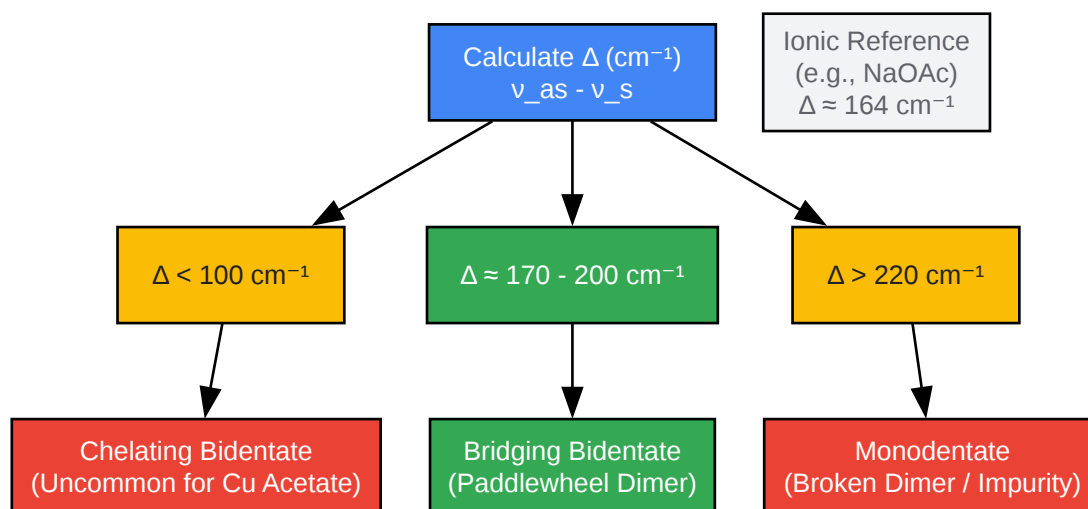 Calculate Δ (cm⁻¹)
ν_as - ν_s
Ionic Reference
(e.g., NaOAc)
Δ ≈ 164 cm⁻¹
Δ < 100 cm⁻¹
Δ ≈ 170 - 200 cm⁻¹
Δ > 220 cm⁻¹
Chelating Bidentate
(Uncommon for Cu Acetate)
Bridging Bidentate
(Paddlewheel Dimer)
Monodentate
(Broken Dimer / Impurity)